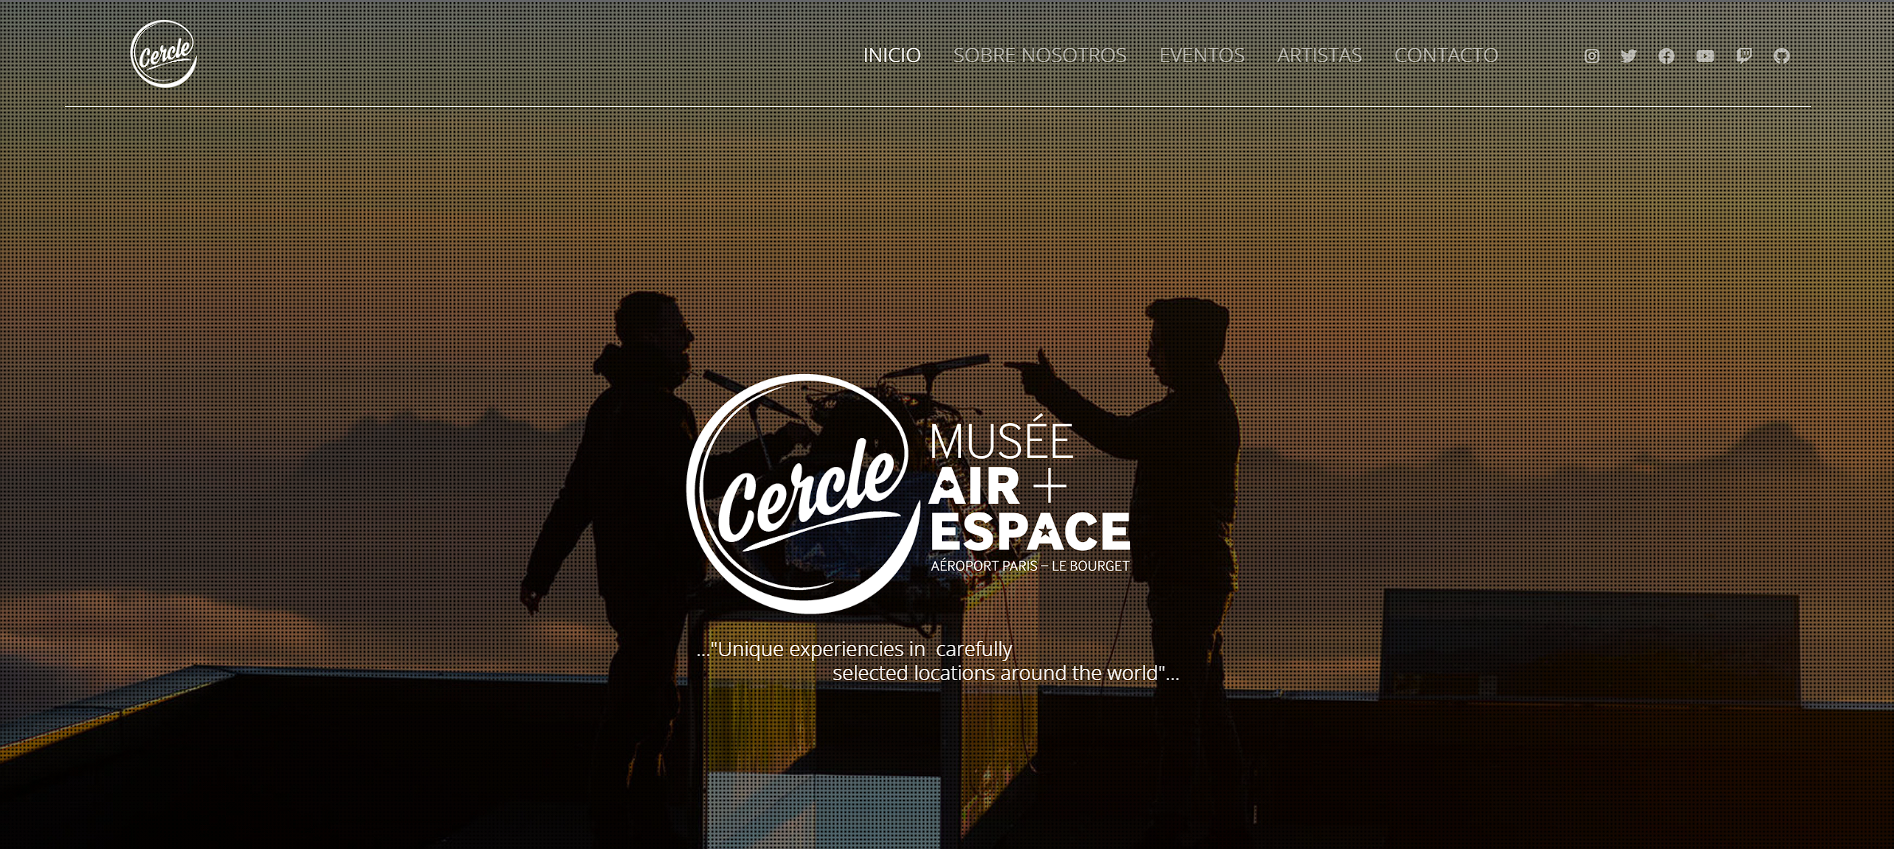 Cercle
INICIO SOBRE NOSOTROS EVENTOS ARTISTAS CONTACTO
Cercle
MUSÉE
AIR +
ESPACE
AÉROPORT PARIS – LE BOURGET
..."Unique experiencies in carefully
selected locations around the world"...